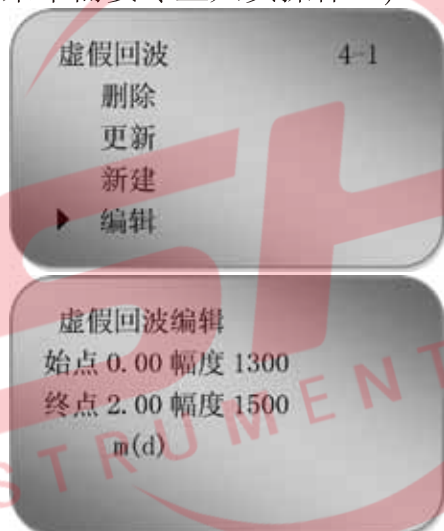 虚假回波 4-1
删除
更新
新建
编辑
虚假回波编辑
始点 0.00 幅度 1300
终点 2.00 幅度 1500
m(d)